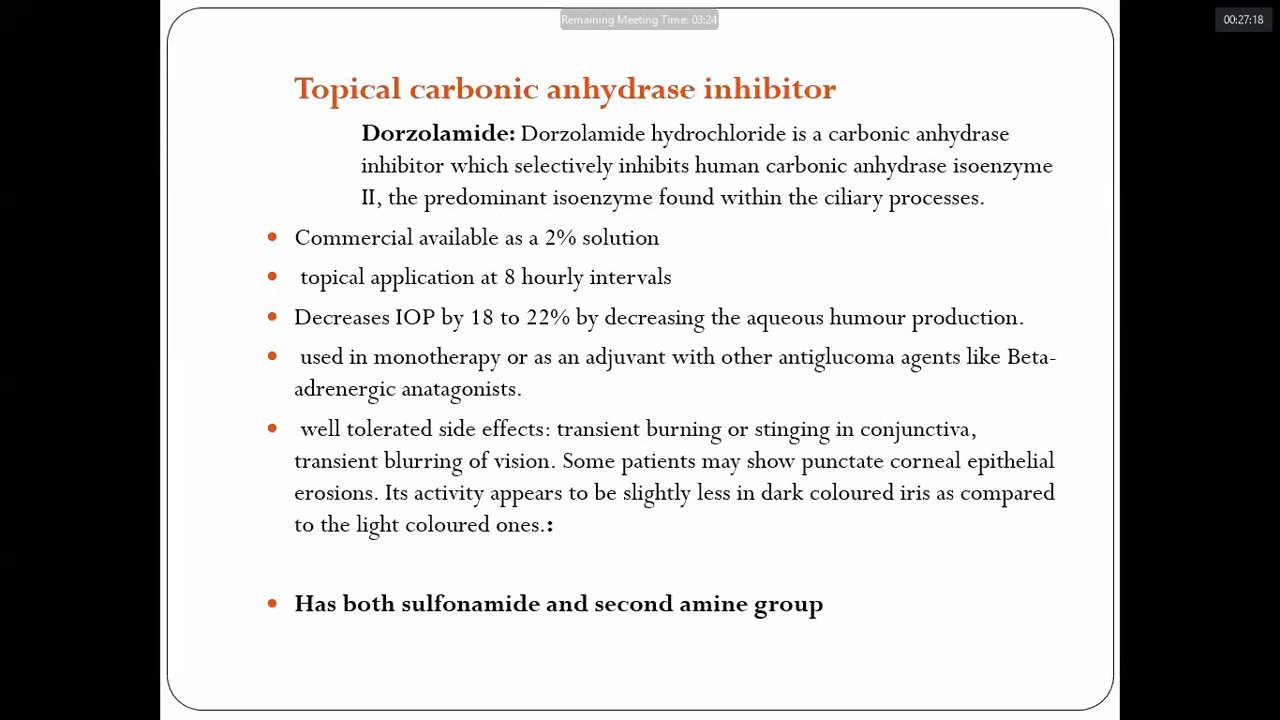 Remaining Meeting Time: 03:24
00:27:18
Topical carbonic anhydrase inhibitor
Dorzolamide: Dorzolamide hydrochloride is a carbonic anhydrase
inhibitor which selectively inhibits human carbonic anhydrase isoenzyme
II, the predominant isoenzyme found within the ciliary processes.
• Commercial available as a 2% solution
• topical application at 8 hourly intervals
• Decreases IOP by 18 to 22% by decreasing the aqueous humour production.
• used in monotherapy or as an adjuvant with other antiglucoma agents like Beta-
adrenergic anatagonists.
• well tolerated side effects: transient burning or stinging in conjunctiva,
transient blurring of vision. Some patients may show punctate corneal epithelial
erosions. Its activity appears to be slightly less in dark coloured iris as compared
to the light coloured ones.:
• Has both sulfonamide and second amine group